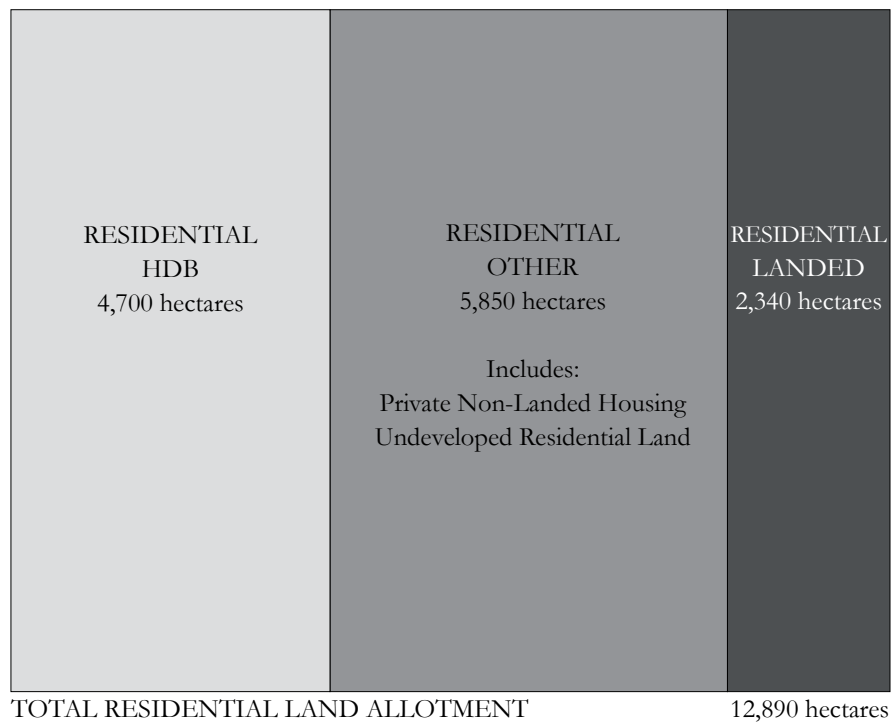 RESIDENTIAL
HDB
4,700 hectares
RESIDENTIAL
OTHER
5,850 hectares
Includes:
Private Non-Landed Housing
Undeveloped Residential Land
RESIDENTIAL
LANDED
2,340 hectares
TOTAL RESIDENTIAL LAND ALLOTMENT 12,890 hectares